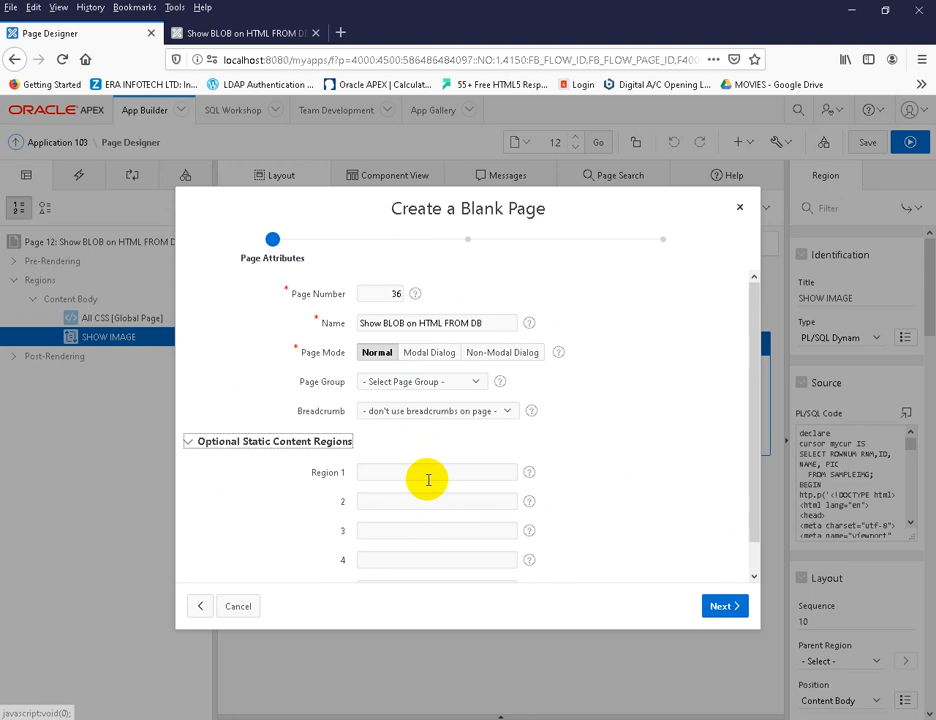 File Edit View History Bookmarks Tools Help
Page Designer
Show BLOB on HTML FROM DE
localhost:8080/myapps/f?p=4000:4500:586486484097::NO:1,4150:FB_FLOW_ID,FB_FLOW_PAGE_ID,F400
Getting Started ERA INFOTECH LTD: In... LDAP Authentication ... Oracle APEX | Calculat... 55+ Free HTML5 Resp... Login Digital A/C Opening L... MOVIES - Google Drive
ORACLE APEX App Builder SQL Workshop Team Development App Gallery
Application 103 \ Page Designer 12 Go Save
Layout Component View Messages Page Search Help Region
Filter
Page 12: Show BLOB on HTML FROM D
Pre-Rendering
Regions
Content Body
All CSS [Global Page]
SHOW IMAGE
Post-Rendering
Create a Blank Page
Page Attributes
* Page Number 36
* Name Show BLOB on HTML FROM DB
* Page Mode Normal Modal Dialog Non-Modal Dialog
Page Group - Select Page Group -
Breadcrumb - don't use breadcrumbs on page -
Optional Static Content Regions
Region 1
2
3
4
Cancel Next
Identification
Title
SHOW IMAGE
Type
PL/SQL Dynam
Source
PL/SQL Code
declare
cursor mycur IS
SELECT ROWNUM RNM,ID,
NAME, PIC
FROM SAMPLEIMG;
BEGIN
htp.p('<!DOCTYPE html>
<html lang="en">
<head>
<meta charset="utf-8">
<meta name="viewport"
Layout
Sequence
10
Parent Region
- Select -
Position
Content Body
javascript:void(0);